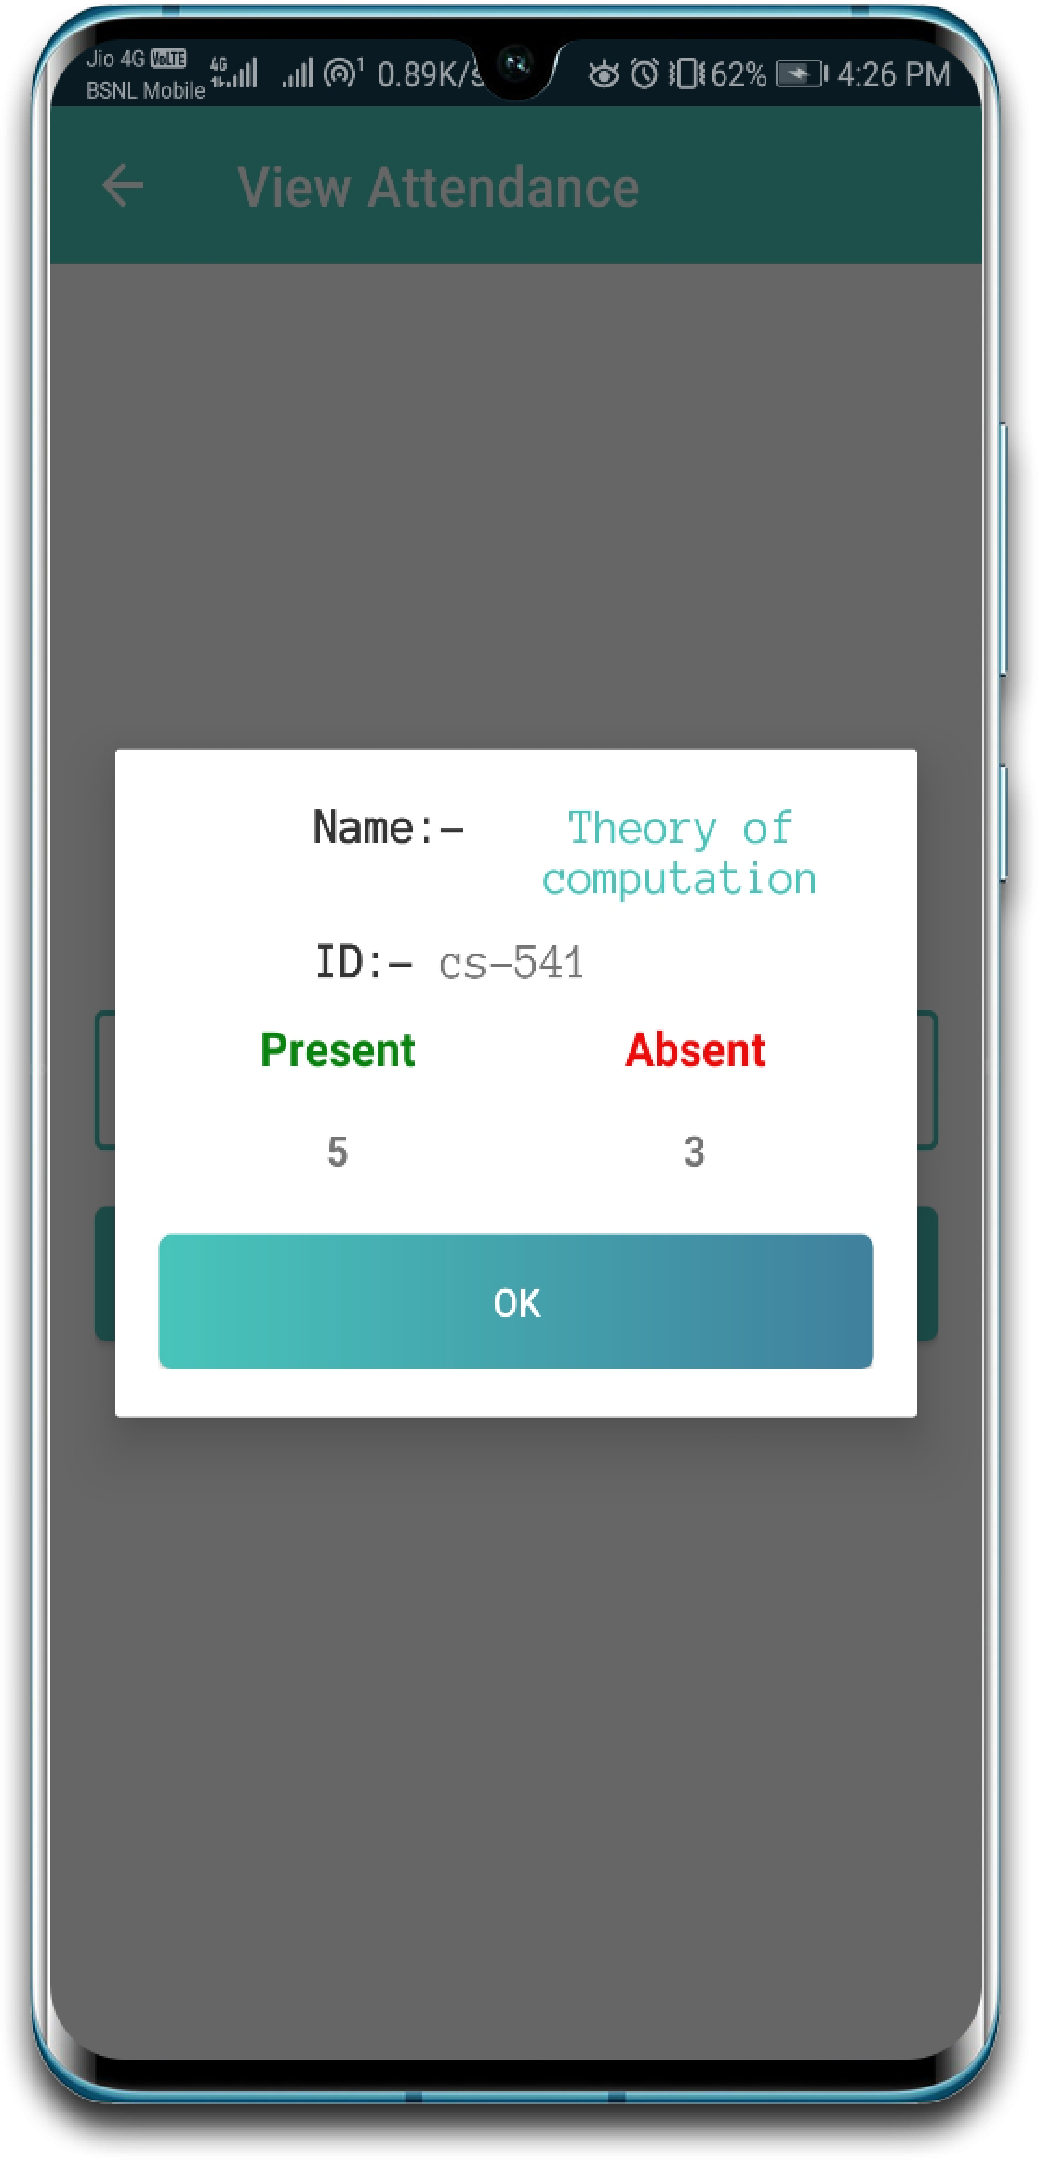 Jio 4G VoLTE
BSNL Mobile
4G
1 0.89K/s
62% 4:26 PM
View Attendance
Name:- Theory of
computation
ID:- cs-541
Present Absent
5 3
OK